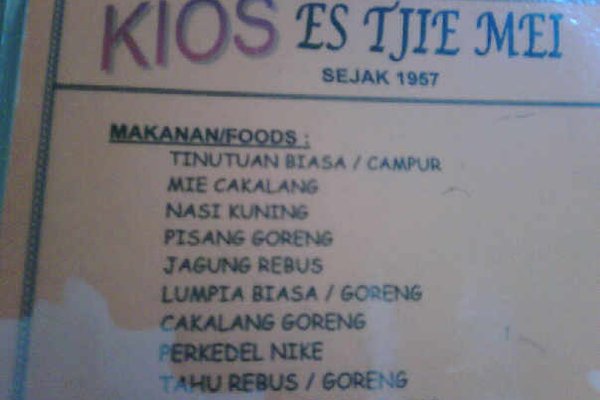 KIOS ES TJIE MEI
SEJAK 1957
MAKANAN/FOODS :
TINUTUAN BIASA / CAMPUR
MIE CAKALANG
NASI KUNING
PISANG GORENG
JAGUNG REBUS
LUMPIA BIASA / GORENG
CAKALANG GORENG
PERKEDEL NIKE
TAHU REBUS / GORENG